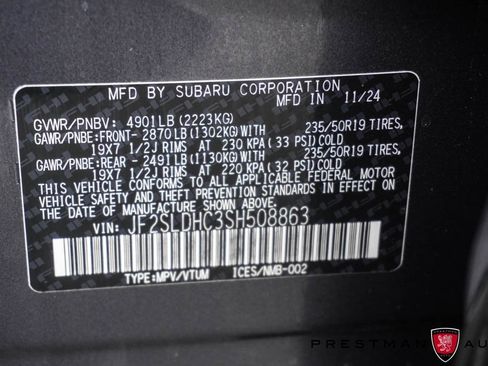 MFD BY SUBARU CORPORATION
MFD IN 11/24
GVWR/PNBV: 4901LB(2223KG)
GAWR/PNBE:FRONT- 2870LB(1302KG)WITH 235/50R19 TIRES,
19X7 1/2J RIMS AT 230 KPA( 33 PSI)COLD
GAWR/PNBE:REAR - 2491LB(1130KG)WITH 235/50R19 TIRES,
19X7 1/2J RIMS AT 220 KPA( 32 PSI)COLD
THIS VEHICLE CONFORMS TO ALL APPLICABLE FEDERAL MOTOR
VEHICLE SAFETY AND THEFT PREVENTION STANDARDS IN EFFECT
ON THE DATE OF MANUFACTURE SHOWN ABOVE.
VIN: JF2SLDHC3SH508863
TYPE:MPV/VTUM ICES/NMB-002
PRESTMAN AU